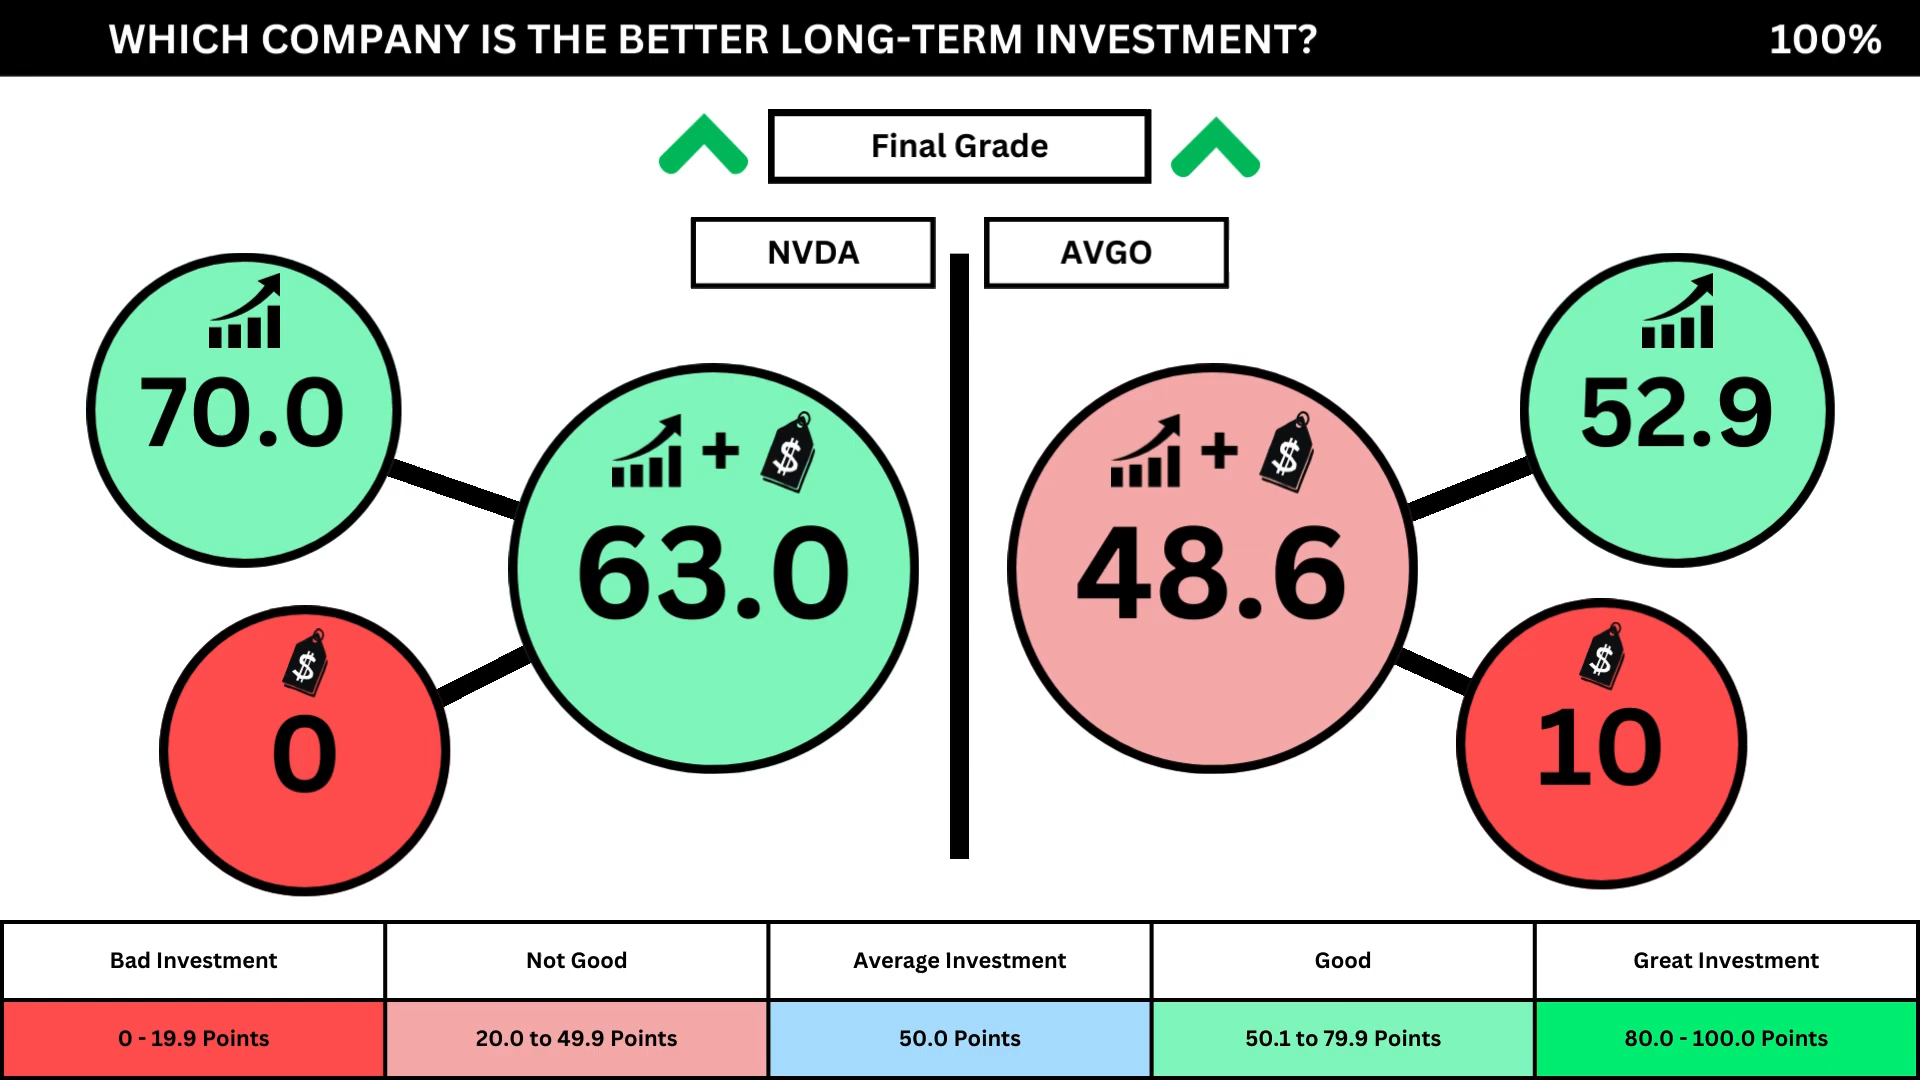 WHICH COMPANY IS THE BETTER LONG-TERM INVESTMENT?
100%
Final Grade
NVDA
AVGO
70.0
63.0
$
0
$
48.6
$
52.9
10
$
Bad Investment
Not Good
Average Investment
Good
Great Investment
0 - 19.9 Points
20.0 to 49.9 Points
50.0 Points
50.1 to 79.9 Points
80.0 - 100.0 Points